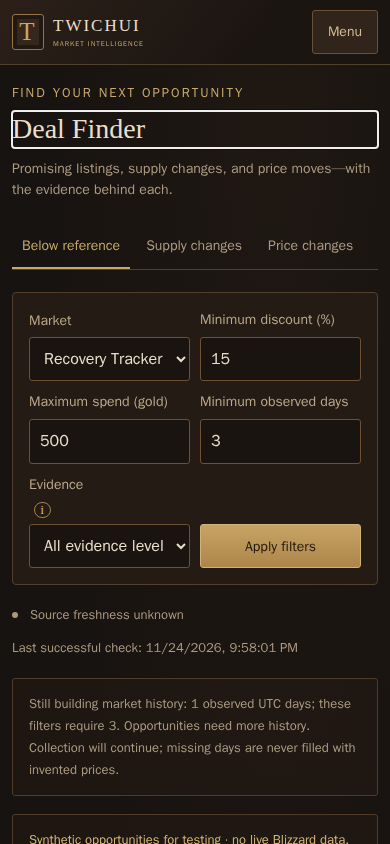 T TWICHUI
MARKET INTELLIGENCE
Menu
FIND YOUR NEXT OPPORTUNITY
Deal Finder
Promising listings, supply changes, and price moves—with
the evidence behind each.
Below reference Supply changes Price changes
Market Minimum discount (%)
Recovery Tracker 15
Maximum spend (gold) Minimum observed days
500 3
Evidence
i
All evidence level Apply filters
Source freshness unknown
Last successful check: 11/24/2026, 9:58:01 PM
Still building market history: 1 observed UTC days; these
filters require 3. Opportunities need more history.
Collection will continue; missing days are never filled with
invented prices.
Synthetic opportunities for testing · no live Blizzard data.